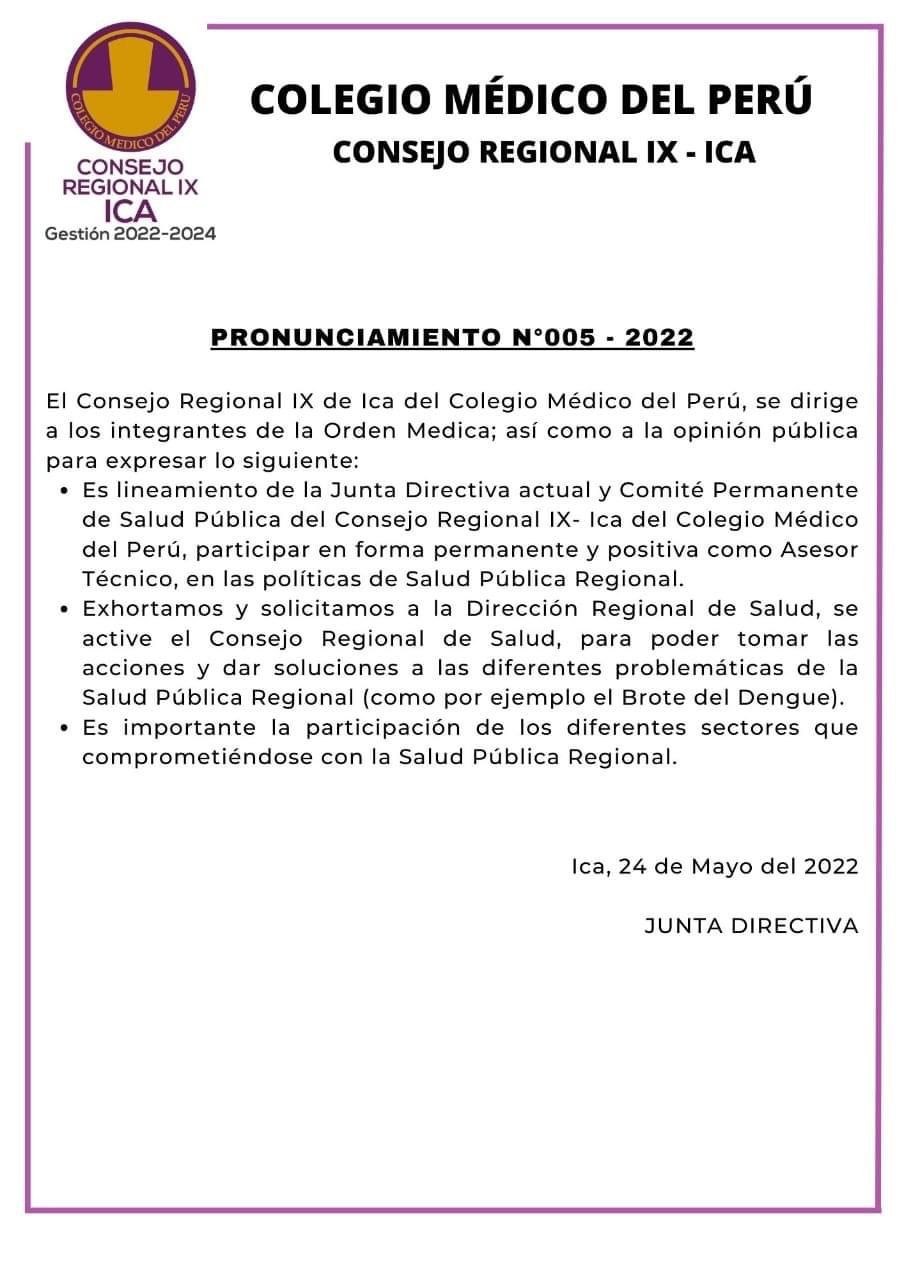 COLEGIO MEDICO DEL PERU
CONSEJO
REGIONAL IX
ICA
Gestión 2022-2024
COLEGIO MÉDICO DEL PERÚ
CONSEJO REGIONAL IX - ICA
PRONUNCIAMIENTO N°005 - 2022
El Consejo Regional IX de Ica del Colegio Médico del Perú, se dirige
a los integrantes de la Orden Medica; así como a la opinión pública
para expresar lo siguiente:
• Es lineamiento de la Junta Directiva actual y Comité Permanente
de Salud Pública del Consejo Regional IX- Ica del Colegio Médico
del Perú, participar en forma permanente y positiva como Asesor
Técnico, en las políticas de Salud Pública Regional.
• Exhortamos y solicitamos a la Dirección Regional de Salud, se
active el Consejo Regional de Salud, para poder tomar las
acciones y dar soluciones a las diferentes problemáticas de la
Salud Pública Regional (como por ejemplo el Brote del Dengue).
• Es importante la participación de los diferentes sectores que
comprometiéndose con la Salud Pública Regional.
Ica, 24 de Mayo del 2022
JUNTA DIRECTIVA